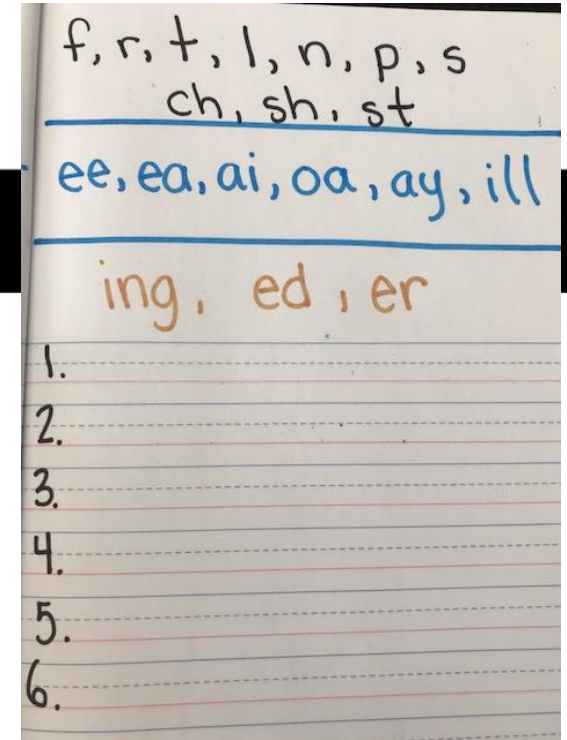 f, r, t, l, n, p, s
ch, sh, st
ee, ea, ai, oa, ay, ill
ing, ed, er
1.
2.
3.
4.
5.
6.